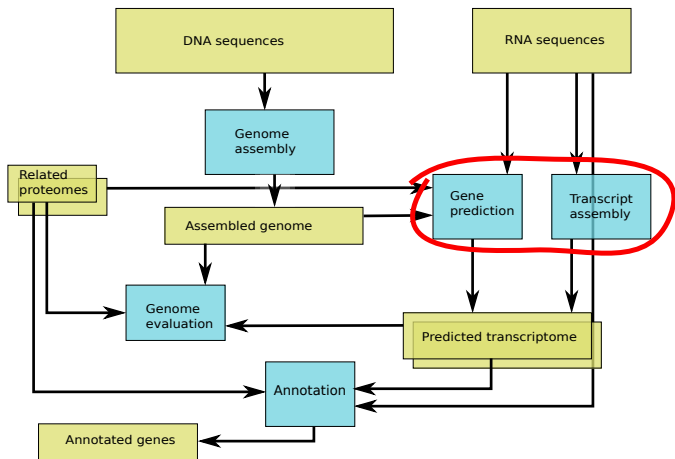 DNA sequences
RNA sequences
Genome
assembly
Related
proteomes
Gene
prediction
Transcript
assembly
Assembled genome
Genome
evaluation
Predicted transcriptome
Annotation
Annotated genes